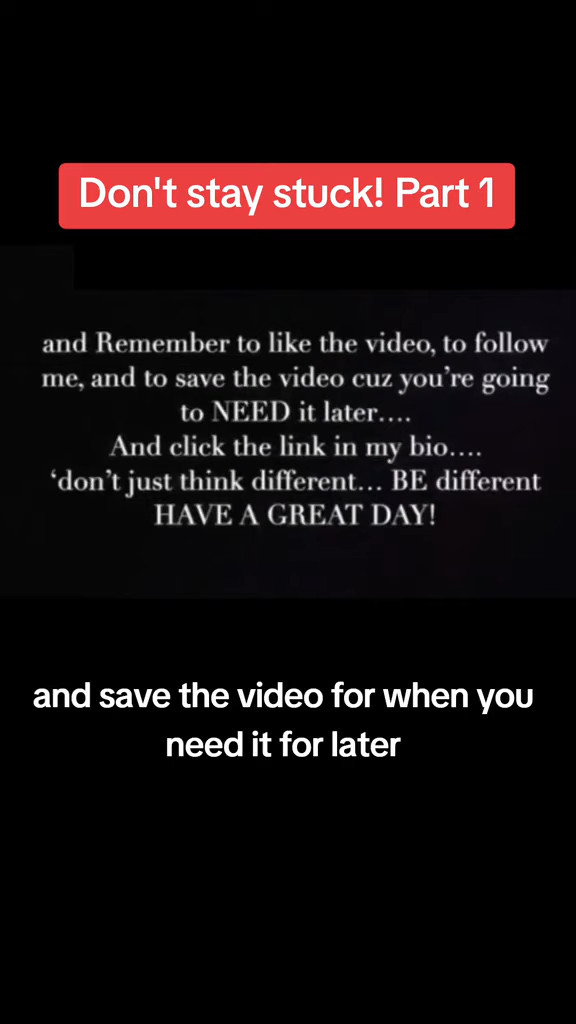 Don't stay stuck! Part 1
and Remember to like the video, to follow
me, and to save the video cuz you’re going
to NEED it later....
And click the link in my bio....
‘don’t just think different... BE different
HAVE A GREAT DAY!
and save the video for when you
need it for later